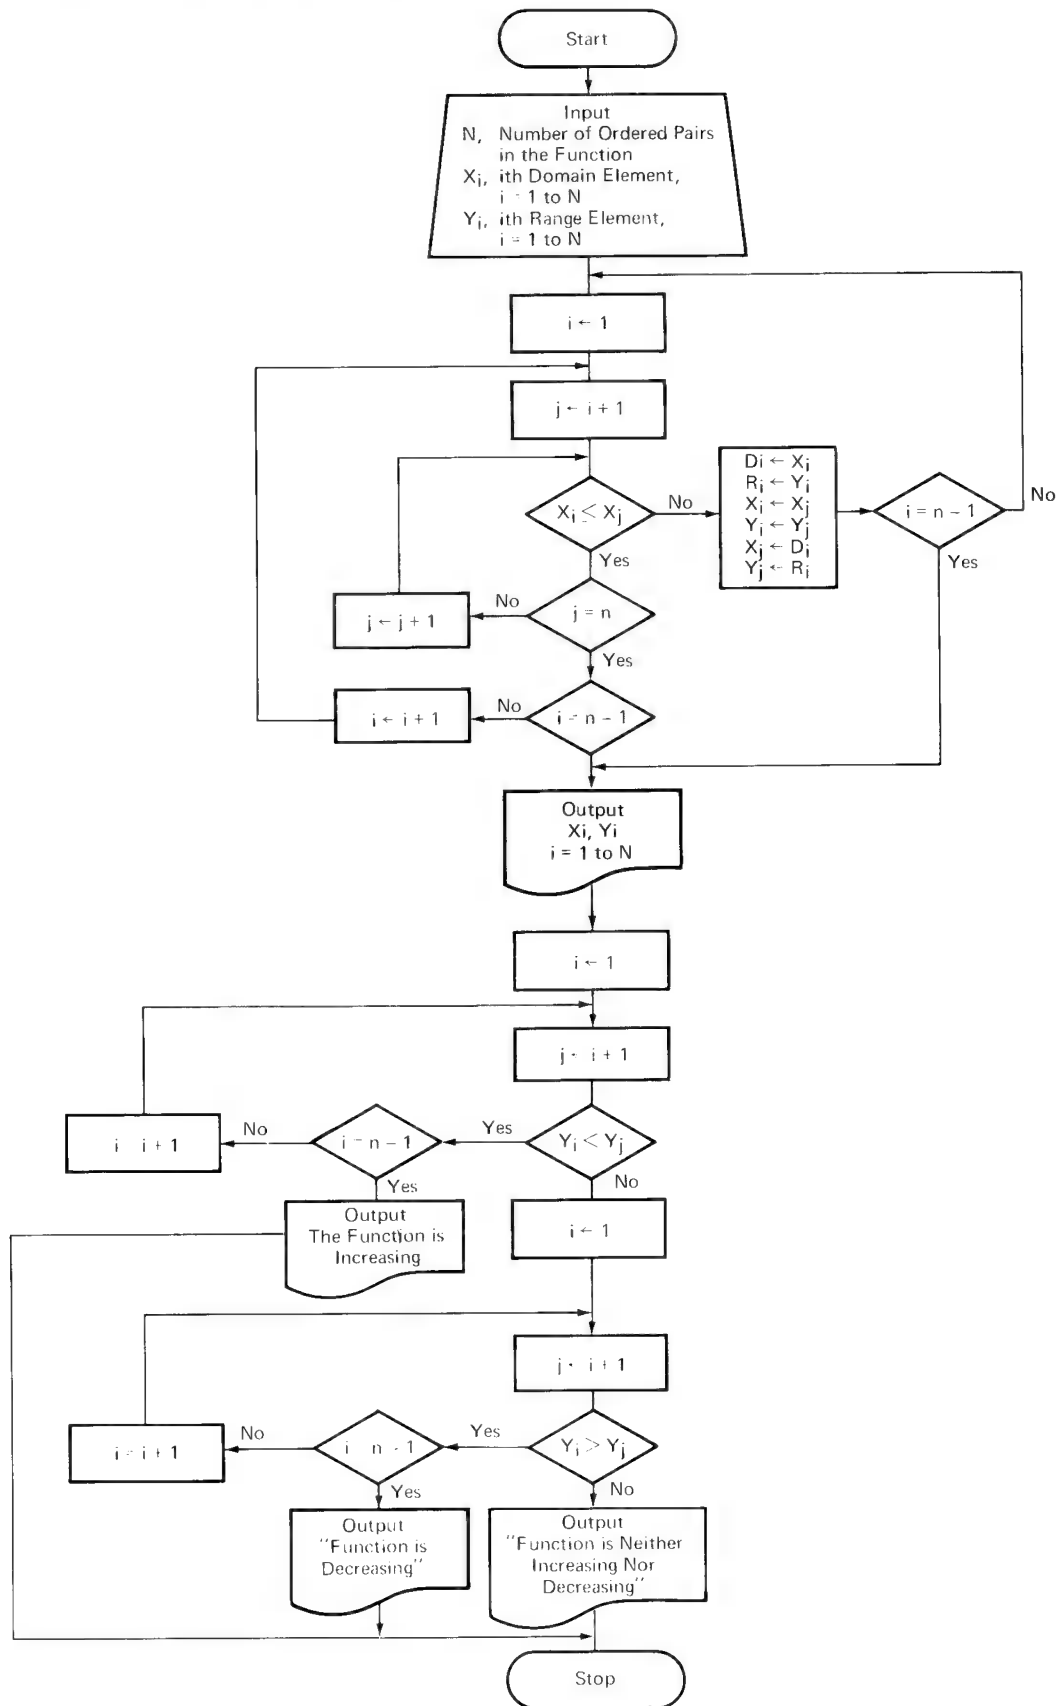 Start
Input
N, Number of Ordered Pairs
in the Function
Xi, ith Domain Element,
i = 1 to N
Yi, ith Range Element,
i = 1 to N
i ← 1
j ← i + 1
Xi ≤ Xj
No
Di ← Xi
Ri ← Yi
Xi ← Xj
Yi ← Yj
Xj ← Di
Yj ← Ri
i = n - 1
No
Yes
Yes
j = n
No
j ← j + 1
Yes
i = n - 1
No
i ← i + 1
Output
Xi, Yi
i = 1 to N
i ← 1
j ← i + 1
Yi < Yj
Yes
i = n - 1
No
i i + 1
Yes
No
Output
The Function is
Increasing
i ← 1
j ← i + 1
Yi > Yj
Yes
i n - 1
No
i ← i + 1
Yes
No
Output
"Function is
Decreasing"
Output
"Function is Neither
Increasing Nor
Decreasing"
Stop